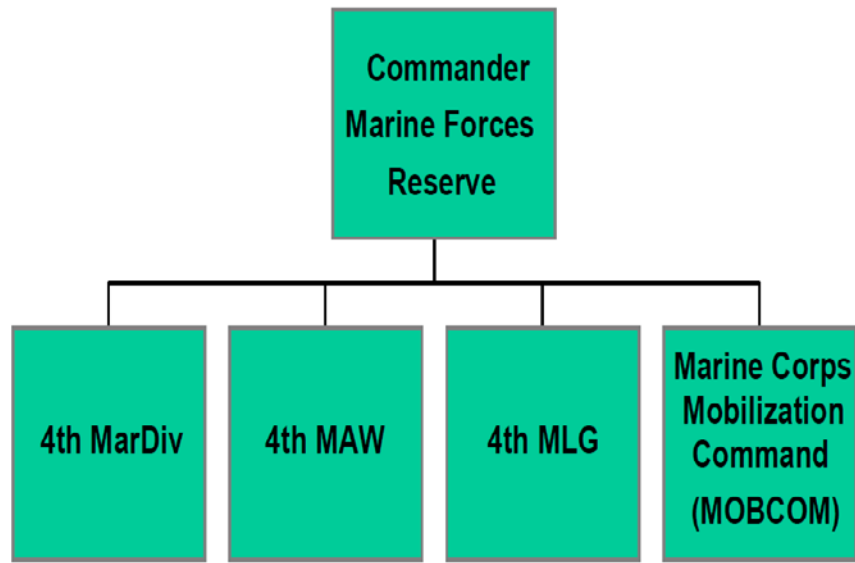 Commander
Marine Forces
Reserve
4th MarDiv
4th MAW
4th MLG
Marine Corps
Mobilization
Command
(MOBCOM)